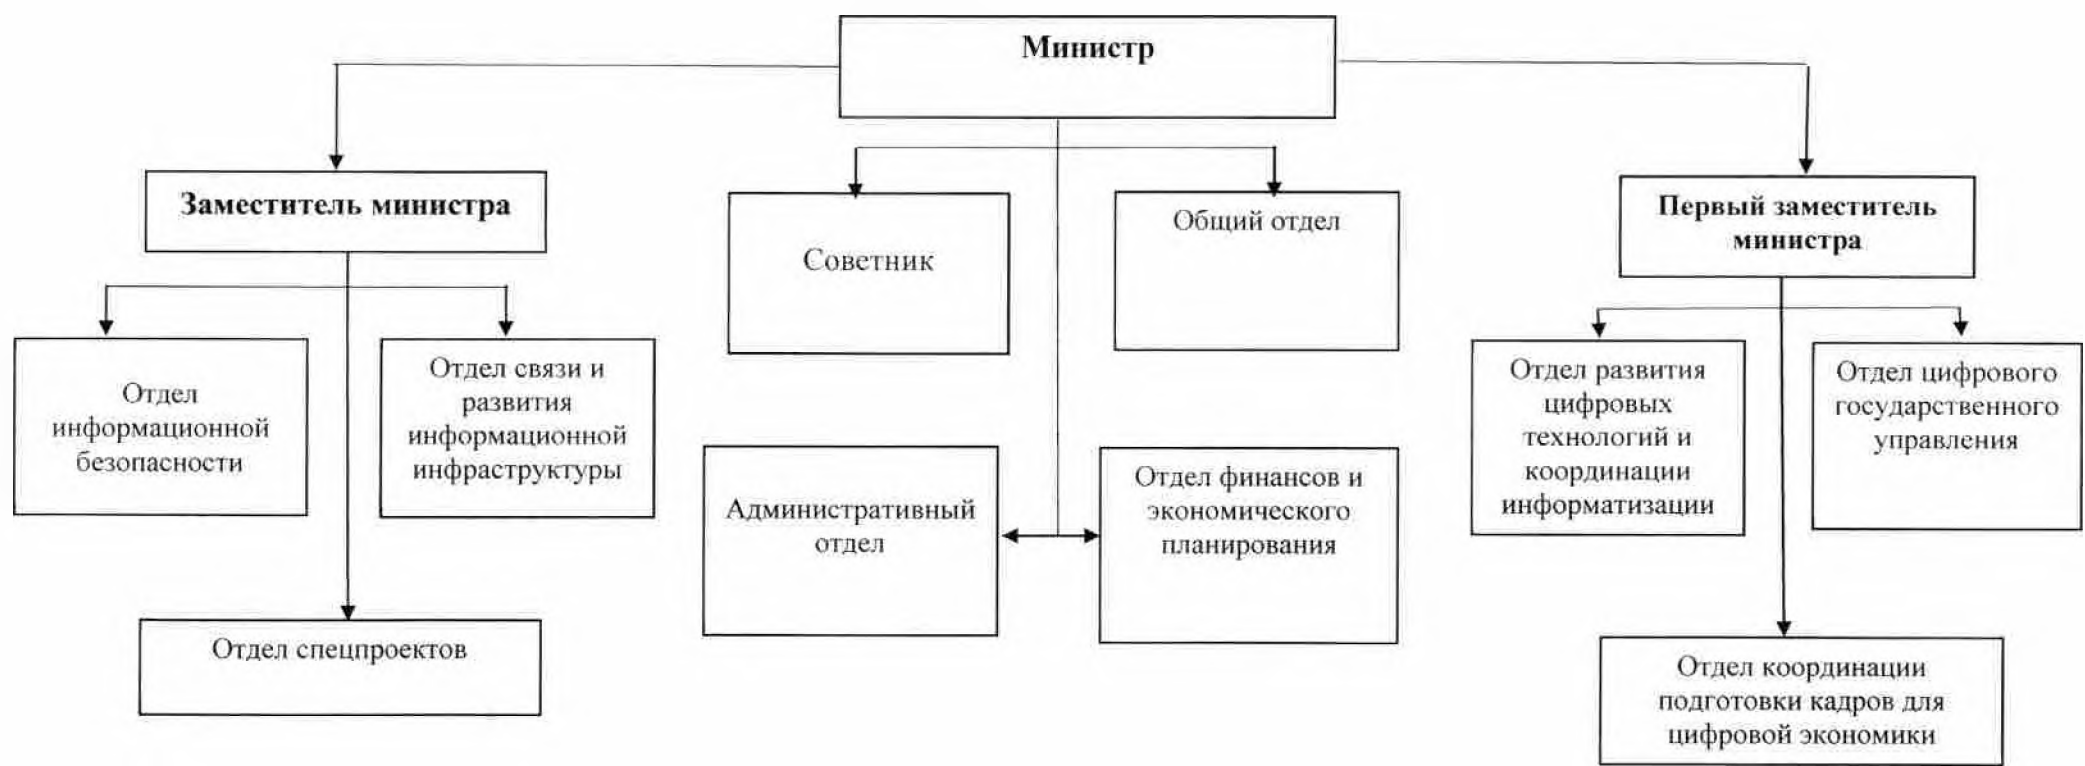 Министр
Заместитель министра
Советник
Общий отдел
Первый заместитель
министра
Отдел
информационной
безопасности
Отдел связи и
развития
информационной
инфраструктуры
Административный
отдел
Отдел финансов и
экономического
планирования
Отдел развития
цифровых
технологий и
координации
информатизации
Отдел цифрового
государственного
управления
Отдел спецпроектов
Отдел координации
подготовки кадров для
цифровой экономики